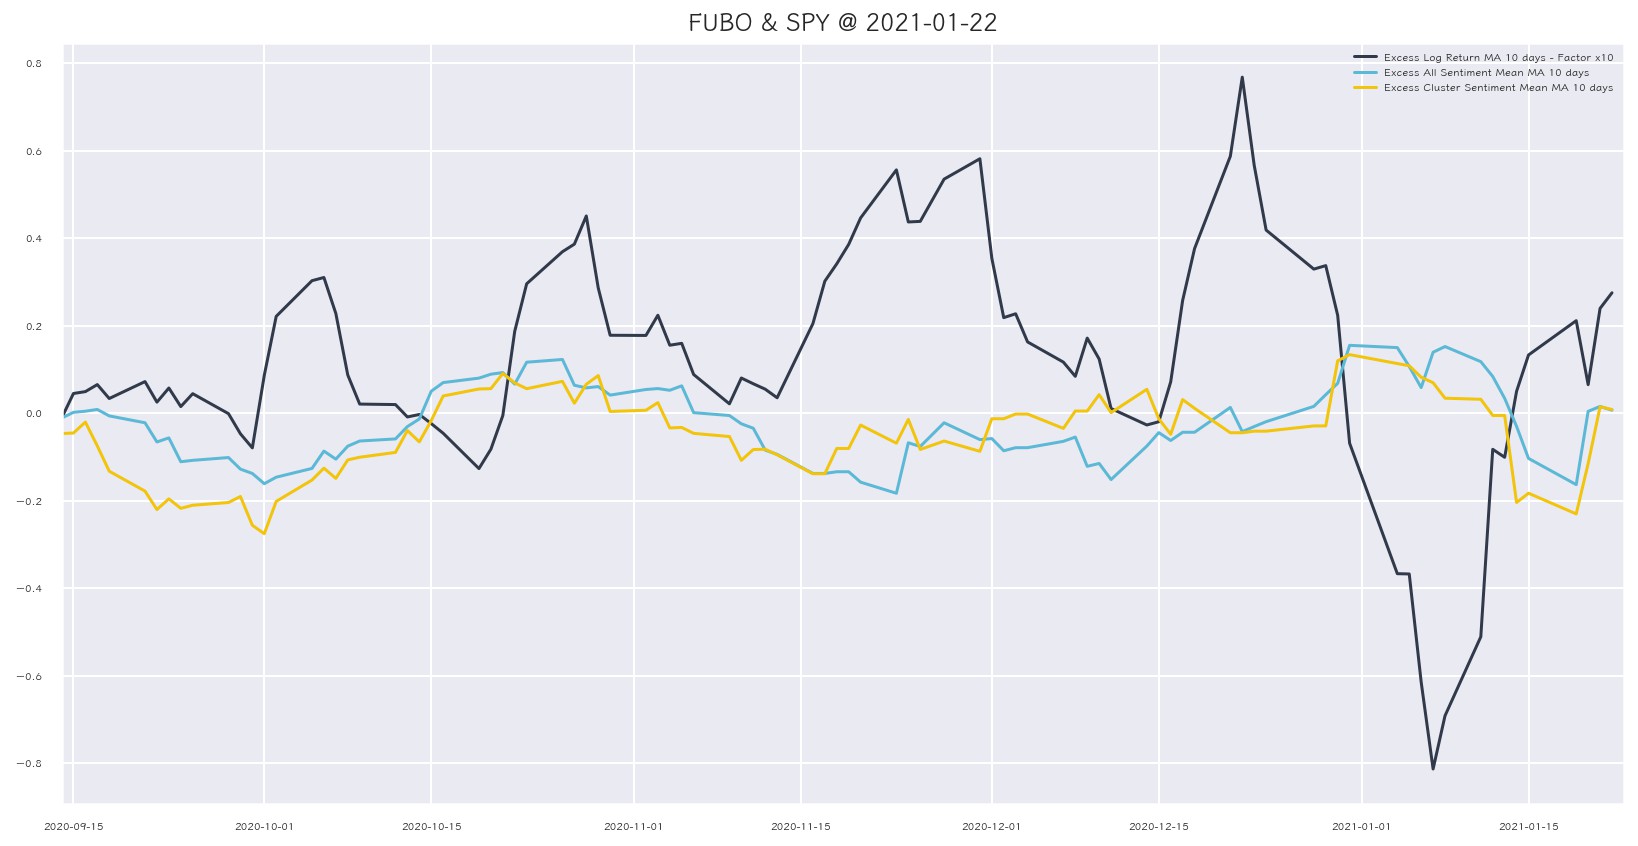 FUBO & SPY @ 2021-01-22
Excess Log Return MA 10 days - Factor x10
Excess All Sentiment Mean MA 10 days
Excess Cluster Sentiment Mean MA 10 days
0.8
0.6
0.4
0.2
0.0
−0.2
−0.4
−0.6
−0.8
2020-09-15 2020-10-01 2020-10-15 2020-11-01 2020-11-15 2020-12-01 2020-12-15 2021-01-01 2021-01-15